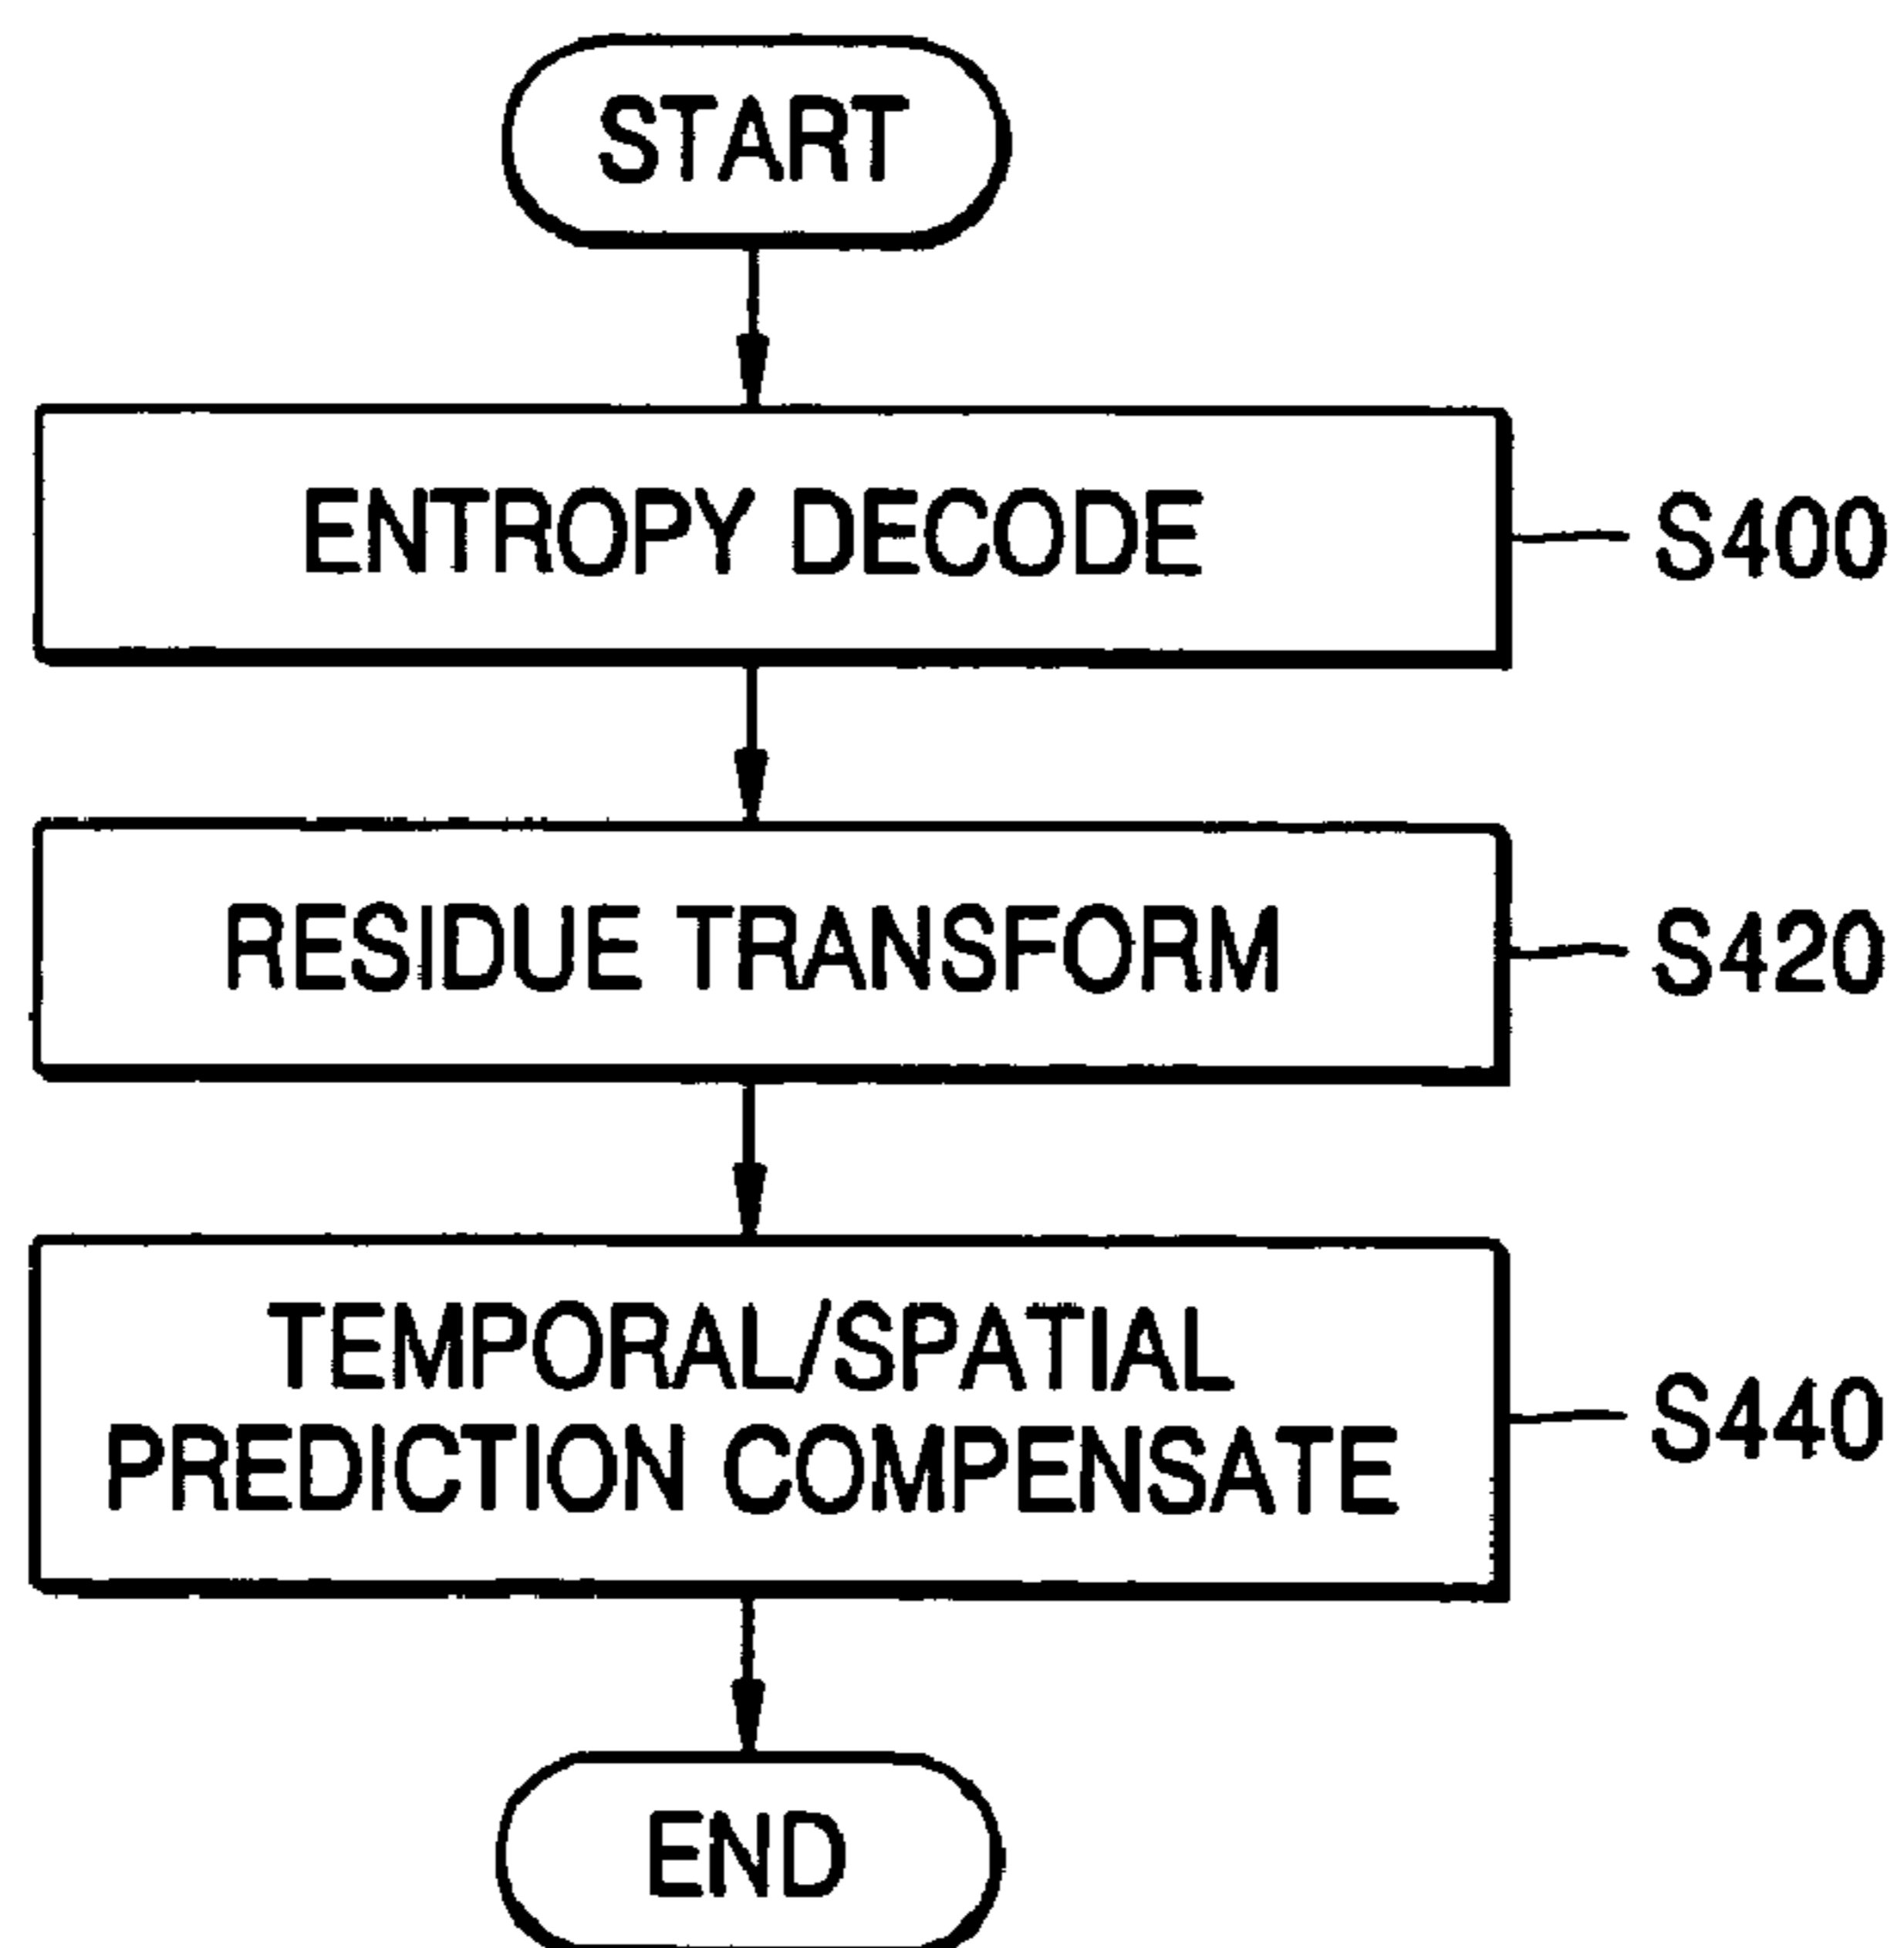 START
ENTROPY DECODE
S400
RESIDUE TRANSFORM
S420
TEMPORAL/SPATIAL
PREDICTION COMPENSATE
S440
END